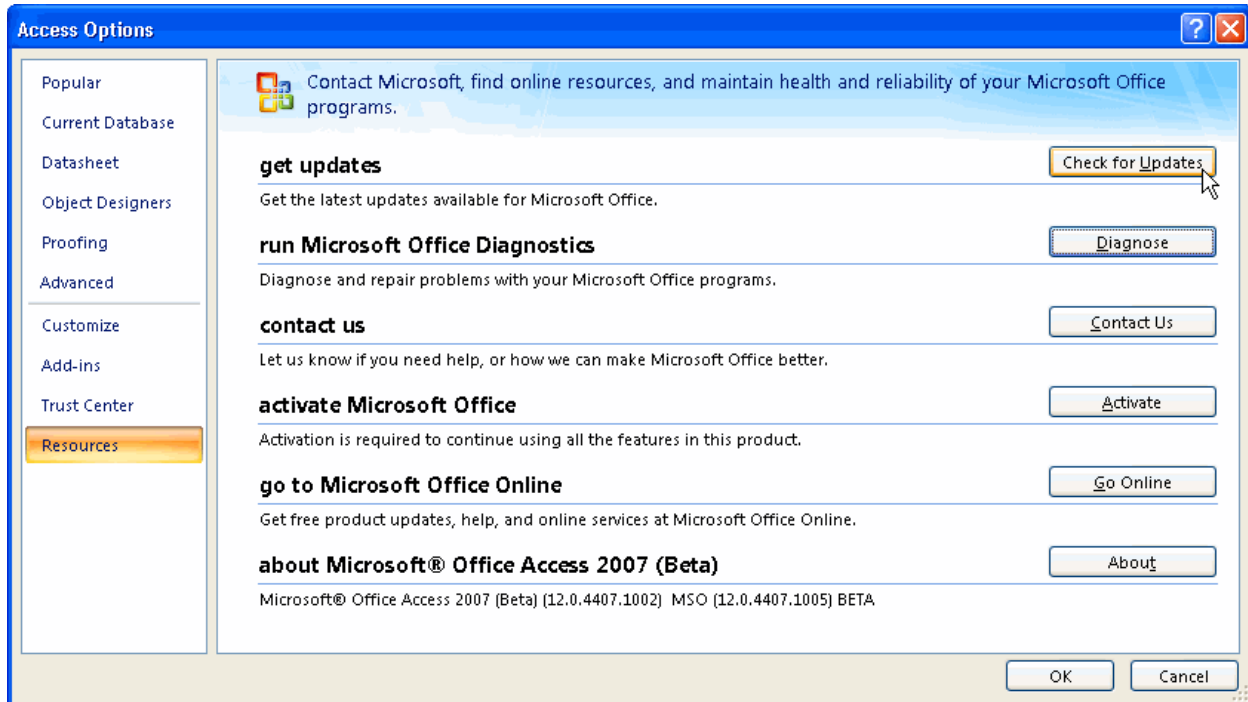 Access Options
Popular
Current Database
Datasheet
Object Designers
Proofing
Advanced
Customize
Add-ins
Trust Center
Resources
Contact Microsoft, find online resources, and maintain health and reliability of your Microsoft Office
programs.
get updates
Check for Updates
Get the latest updates available for Microsoft Office.
run Microsoft Office Diagnostics
Diagnose
Diagnose and repair problems with your Microsoft Office programs.
contact us
Contact Us
Let us know if you need help, or how we can make Microsoft Office better.
activate Microsoft Office
Activate
Activation is required to continue using all the features in this product.
go to Microsoft Office Online
Go Online
Get free product updates, help, and online services at Microsoft Office Online.
about Microsoft® Office Access 2007 (Beta)
About
Microsoft® Office Access 2007 (Beta) (12.0.4407.1002)  MSO (12.0.4407.1005) BETA
OK
Cancel